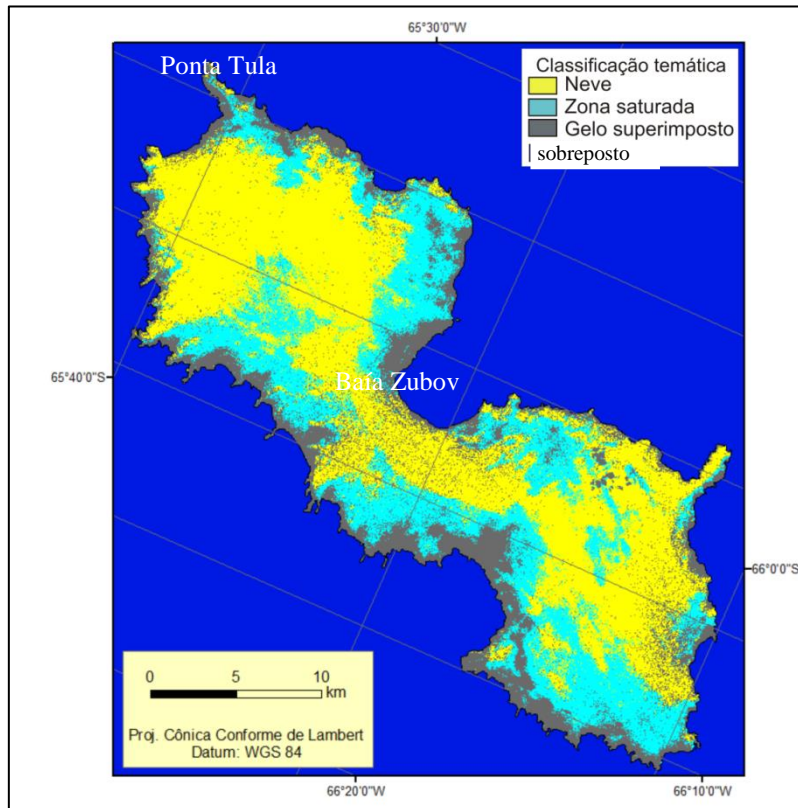 65°30'0"W
Ponta Tula
Classificação temática
Neve
Zona saturada
Gelo superimposto
| sobreposto
65°40'0"S
Baía Zubov
66°0'0"S
0 5 10
km
Proj. Cônica Conforme de Lambert
Datum: WGS 84
66°20'0"W
66°10'0"W